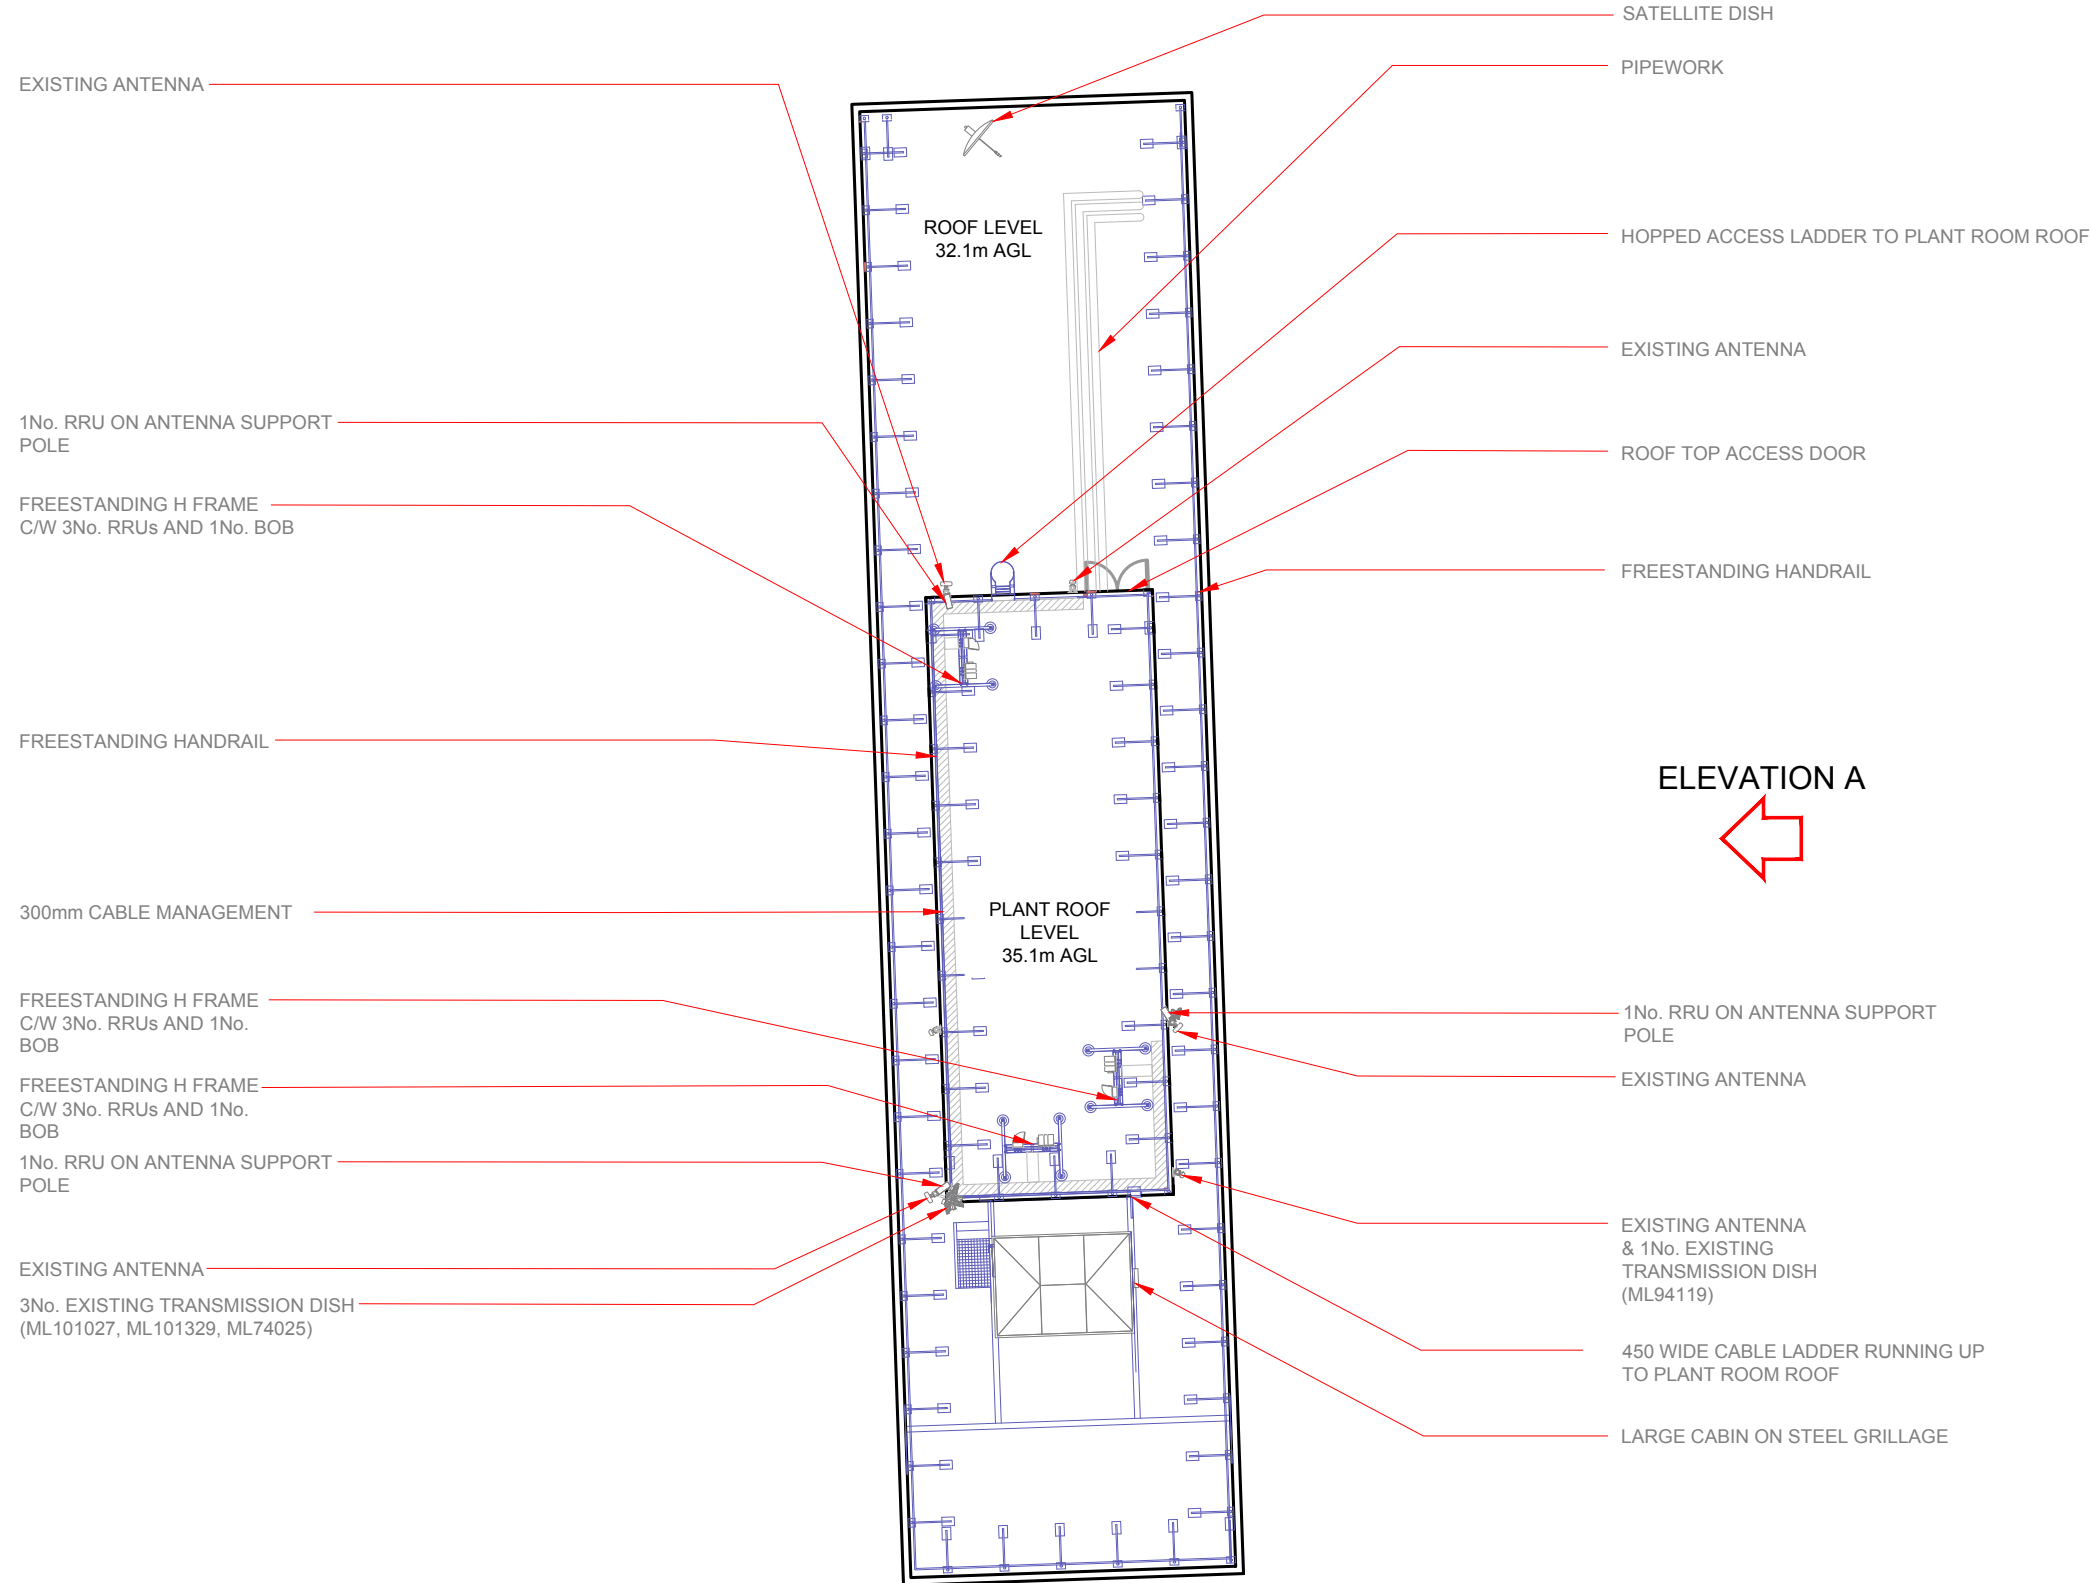 SATELLITE DISH
PIPEWORK
EXISTING ANTENNA
ROOF LEVEL
32.1m AGL
HOPPED ACCESS LADDER TO PLANT ROOM ROOF
EXISTING ANTENNA
1No. RRU ON ANTENNA SUPPORT
POLE
ROOF TOP ACCESS DOOR
FREESTANDING H FRAME
C/W 3No. RRUs AND 1No. BOB
FREESTANDING HANDRAIL
FREESTANDING HANDRAIL
ELEVATION A
300mm CABLE MANAGEMENT
PLANT ROOF
LEVEL
35.1m AGL
FREESTANDING H FRAME
C/W 3No. RRUs AND 1No.
BOB
1No. RRU ON ANTENNA SUPPORT
POLE
FREESTANDING H FRAME
C/W 3No. RRUs AND 1No.
BOB
EXISTING ANTENNA
1No. RRU ON ANTENNA SUPPORT
POLE
EXISTING ANTENNA
& 1No. EXISTING
TRANSMISSION DISH
(ML94119)
EXISTING ANTENNA
3No. EXISTING TRANSMISSION DISH
(ML101027, ML101329, ML74025)
450 WIDE CABLE LADDER RUNNING UP
TO PLANT ROOM ROOF
LARGE CABIN ON STEEL GRILLAGE